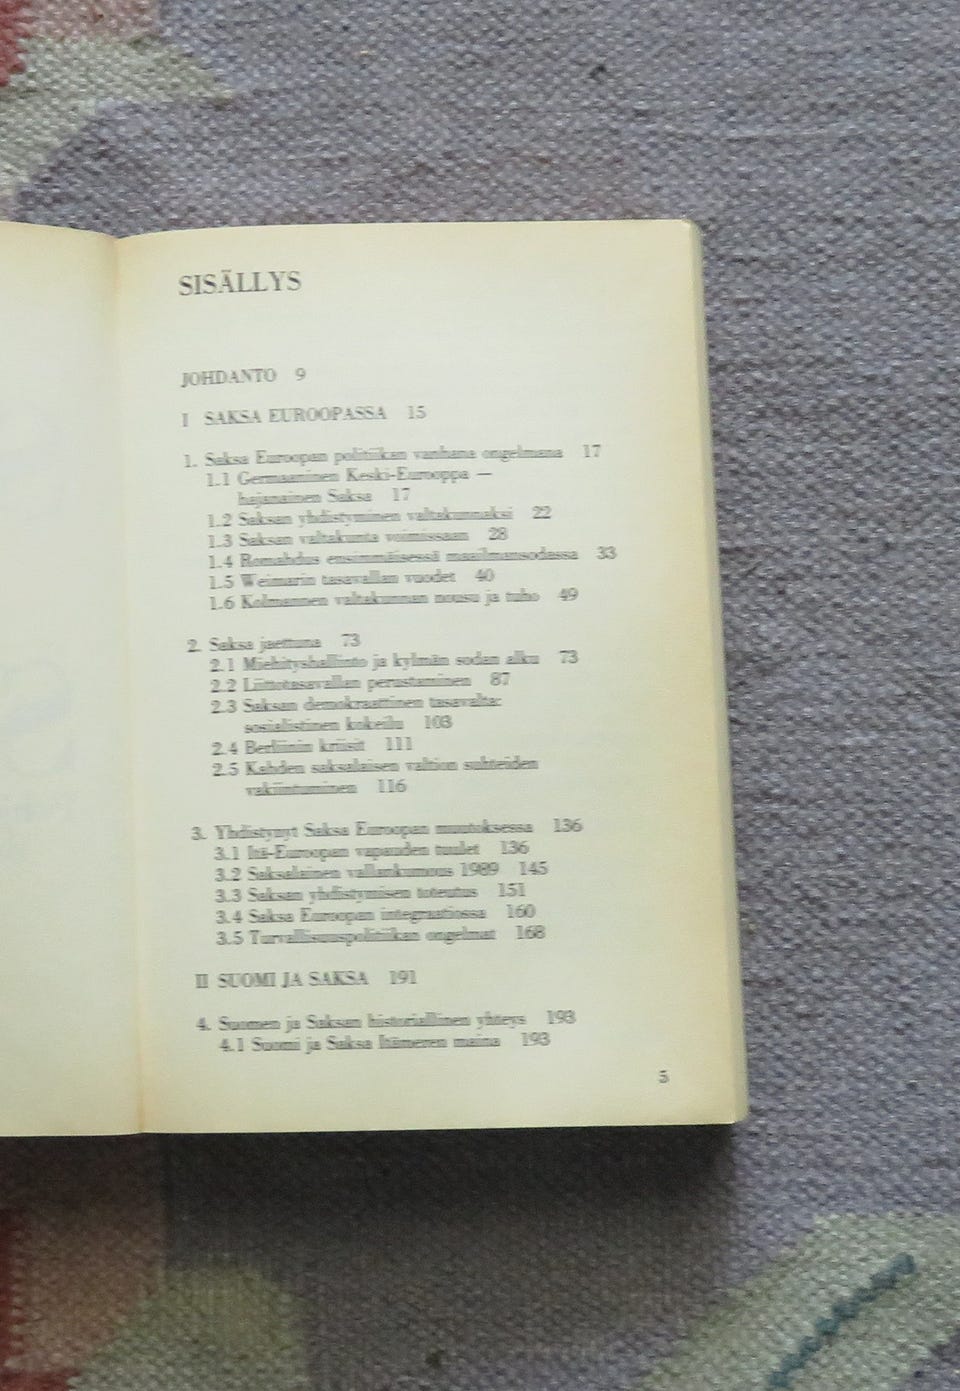 SISÄLLYS
JOHDANTO 9
I SAKSA EUROOPASSA 15
1. Saksa Euroopan politiikan vanhana ongelmana 17
1.1 Germaaninen Keski-Eurooppa —
hajanainen Saksa 17
1.2 Saksan yhdistyminen valtakunnaksi 22
1.3 Saksan valtakunta voimissaan 28
1.4 Romahdus ensimmäisessä maailmansodassa 33
1.5 Weimarin tasavallan vuodet 40
1.6 Kolmannen valtakunnan nousu ja tuho 49
2. Saksa jaettuna 73
2.1 Miehityshallinto ja kylmän sodan alku 73
2.2 Liittotasavallan perustaminen 87
2.3 Saksan demokraattinen tasavalta:
sosialistinen kokeilu 103
2.4 Berliinin kriisit 111
2.5 Kahden saksalaisen valtion suhteiden
vakiintuminen 116
3. Yhdistynyt Saksa Euroopan muutoksessa 136
3.1 Itä-Euroopan vapauden tuulet 136
3.2 Saksalainen vallankumous 1989 145
3.3 Saksan yhdistymisen toteutus 151
3.4 Saksa Euroopan integraatiossa 160
3.5 Turvallisuuspolitiikan ongelmat 168
II SUOMI JA SAKSA 191
4. Suomen ja Saksan historiallinen yhteys 193
4.1 Suomi ja Saksa Itämeren maina 193
5